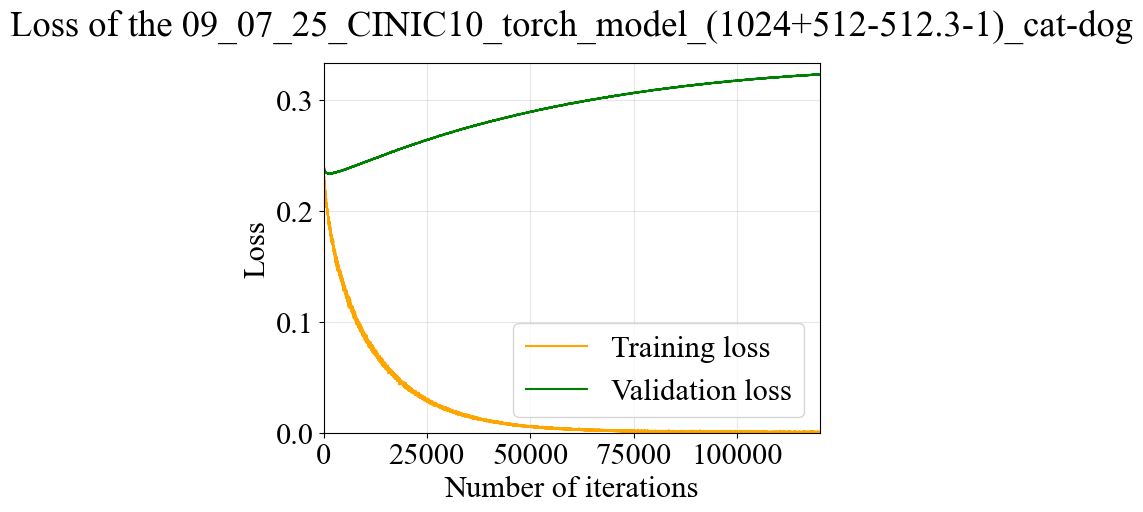 Loss of the 09_07_25_CINIC10_torch_model_(1024+512-512.3-1)_cat-dog
0.3
0.2
0.1
0.0
Loss
Training loss
Validation loss
0 25000 50000 75000 100000
Number of iterations